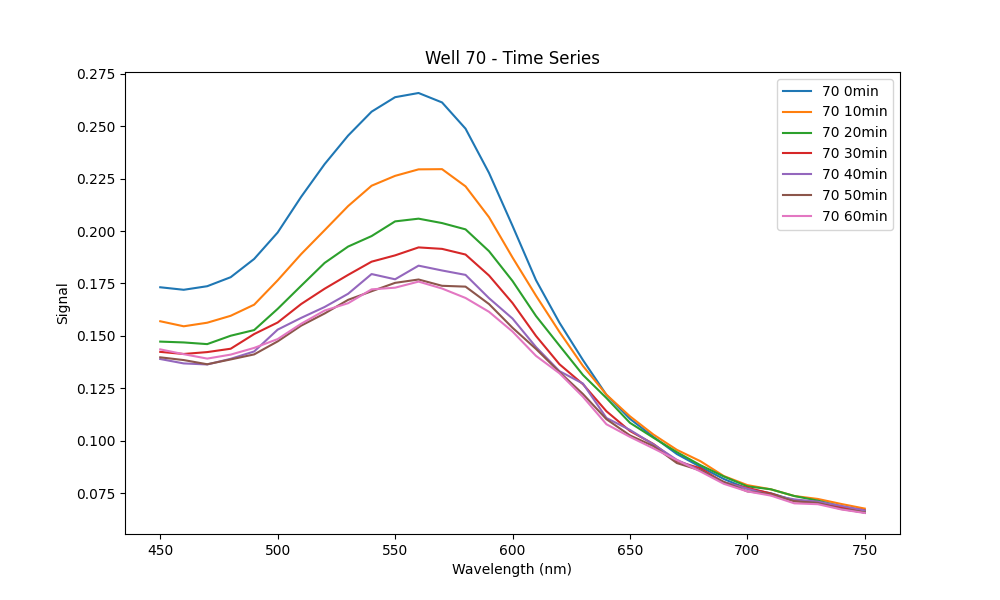 Well 70 - Time Series
Signal
0.275
0.250
0.225
0.200
0.175
0.150
0.125
0.100
0.075
70 0min
70 10min
70 20min
70 30min
70 40min
70 50min
70 60min
450 500 550 600 650 700 750
Wavelength (nm)